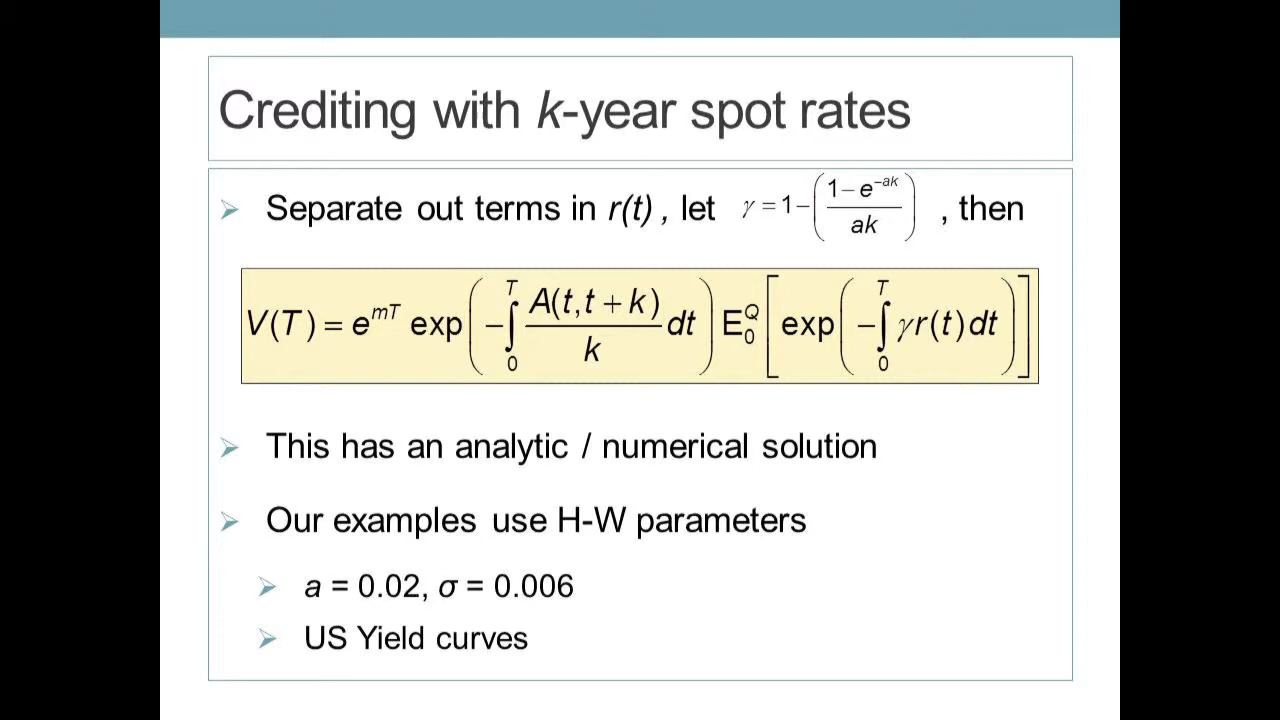 Crediting with k-year spot rates
Separate out terms in r(t) , let γ = 1 − ( (1 − e^{−ak}) / (ak) ) , then
V(T) = e^{mT} exp( −∫_0^T (A(t,t + k) / k) dt ) E_0^Q [ exp( −∫_0^T γr(t)dt ) ]
This has an analytic / numerical solution
Our examples use H-W parameters
a = 0.02, σ = 0.006
US Yield curves